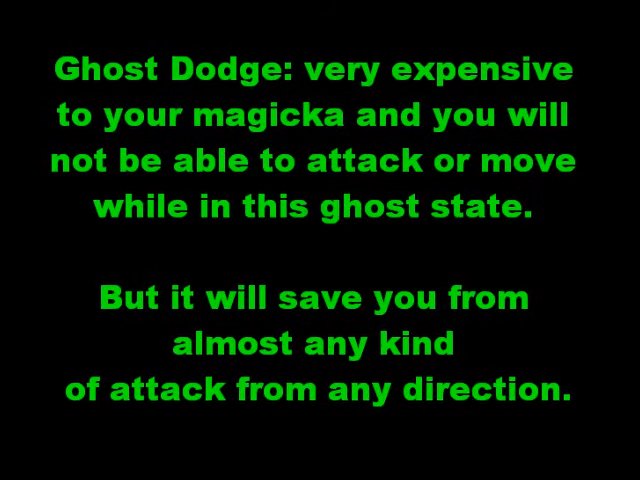 Ghost Dodge: very expensive
to your magicka and you will
not be able to attack or move
while in this ghost state.
But it will save you from
almost any kind
of attack from any direction.